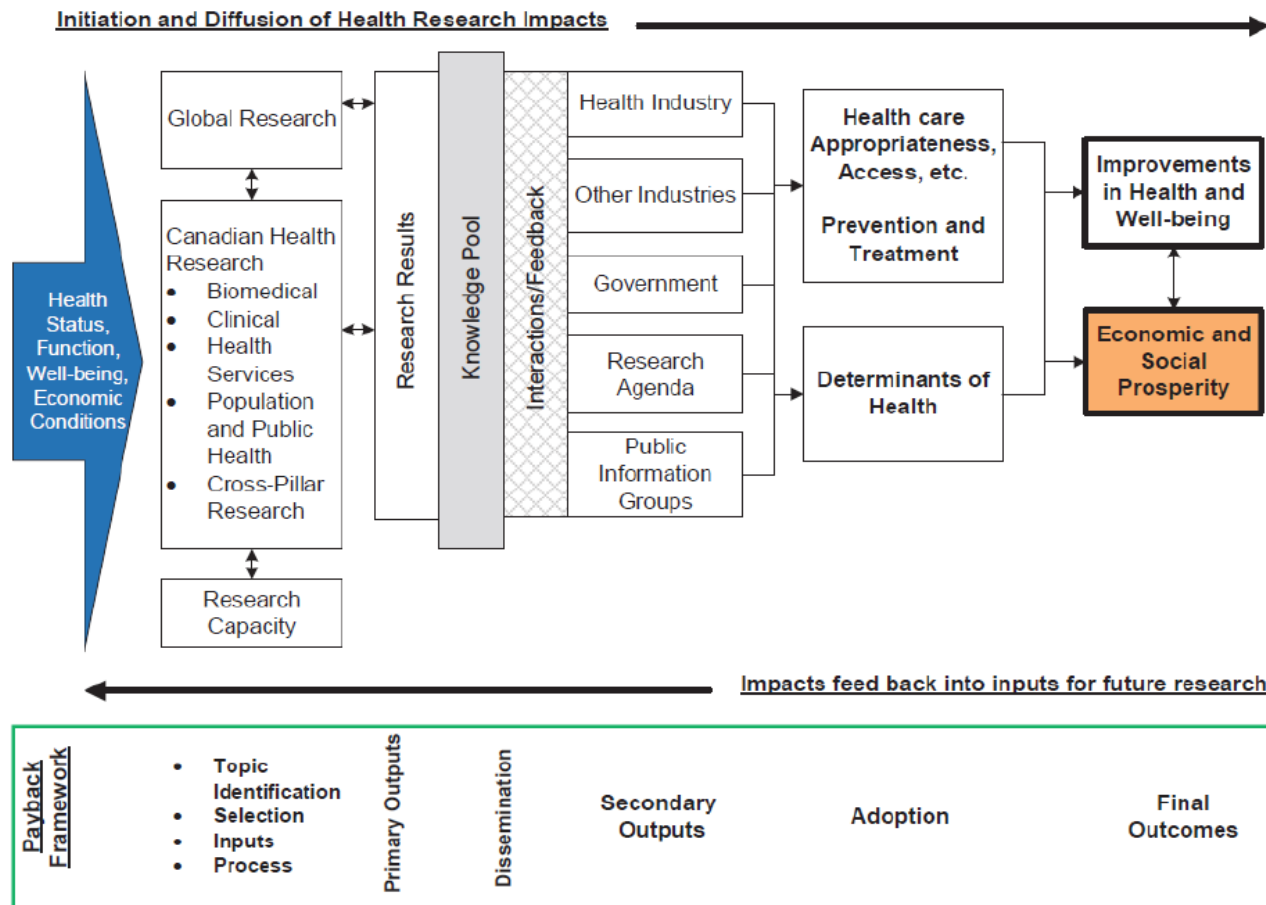 Initiation and Diffusion of Health Research Impacts
Health
Status,
Function,
Well-being,
Economic
Conditions
Global Research
Canadian Health
Research
• Biomedical
• Clinical
• Health
Services
• Population
and Public
Health
• Cross-Pillar
Research
Research
Capacity
Research Results
Knowledge Pool
Interactions/Feedback
Health Industry
Other Industries
Government
Research
Agenda
Public
Information
Groups
Health care
Appropriateness,
Access, etc.
Prevention and
Treatment
Determinants of
Health
Improvements
in Health and
Well-being
Economic and
Social
Prosperity
Impacts feed back into inputs for future research
Payback
Framework
• Topic
Identification
• Selection
• Inputs
• Process
Primary Outputs
Dissemination
Secondary
Outputs
Adoption
Final
Outcomes